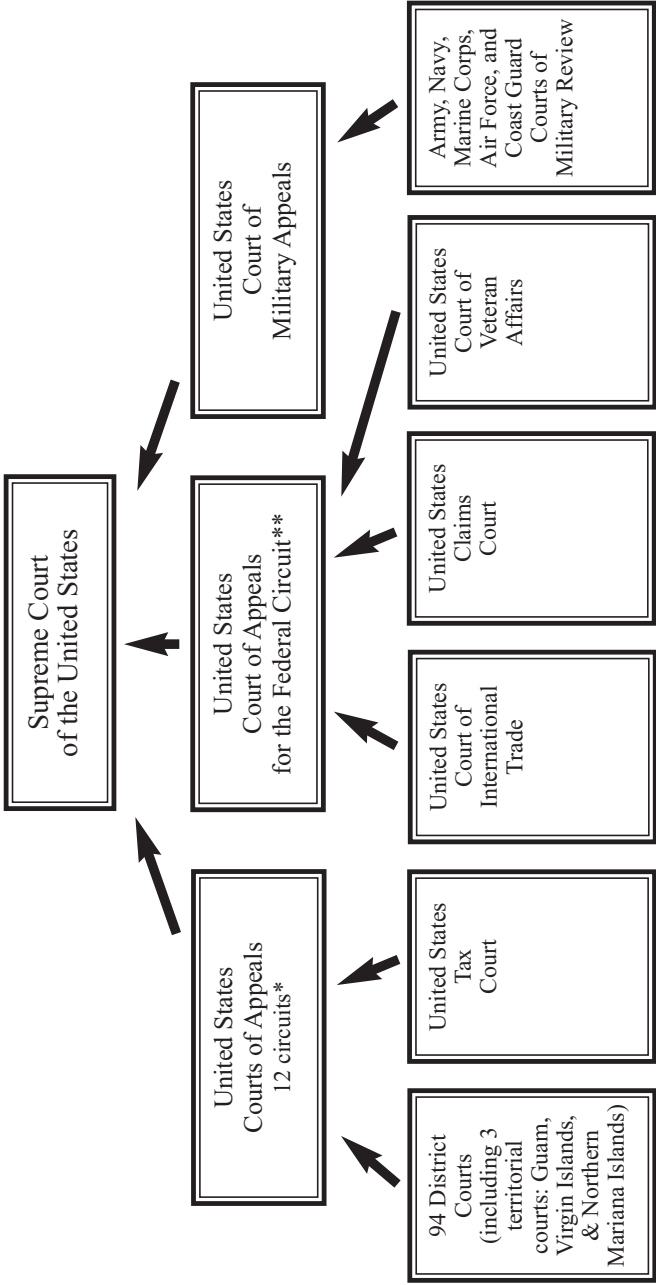 Supreme Court
of the United States
United States
Courts of Appeals
12 circuits*
United States
Court of Appeals
for the Federal Circuit**
United States
Court of
Military Appeals
94 District
Courts
(including 3
territorial
courts: Guam,
Virgin Islands,
& Northern
Mariana Islands)
United States
Tax
Court
United States
Court of
International
Trade
United States
Claims
Court
United States
Court of
Veteran
Affairs
Army, Navy,
Marine Corps,
Air Force, and
Coast Guard
Courts of
Military Review